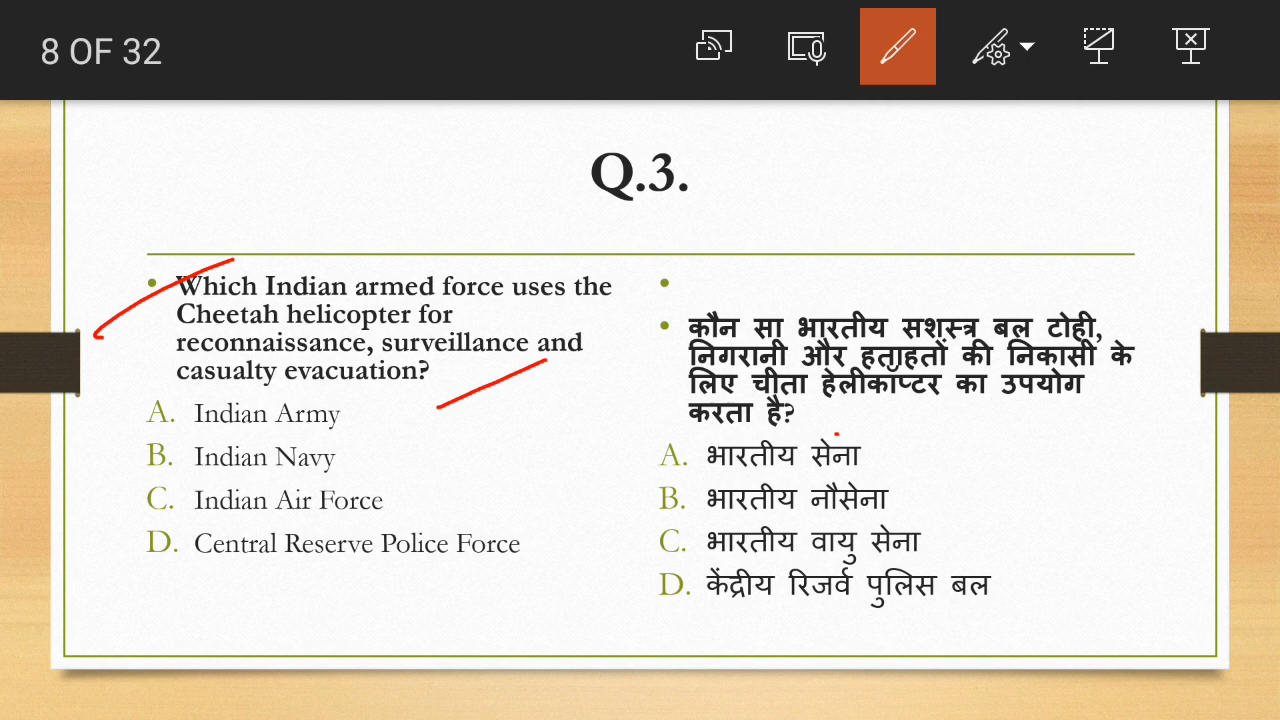 8 OF 32
Q.3.
• Which Indian armed force uses the
Cheetah helicopter for
reconnaissance, surveillance and
casualty evacuation?
A. Indian Army
B. Indian Navy
C. Indian Air Force
D. Central Reserve Police Force
•
• कौन सा भारतीय सशस्त्र बल टोही,
निगरानी और हताहतों की निकासी के
लिए चीता हेलीकॉप्टर का उपयोग
करता है?
A. भारतीय सेना
B. भारतीय नौसेना
C. भारतीय वायु सेना
D. केंद्रीय रिजर्व पुलिस बल